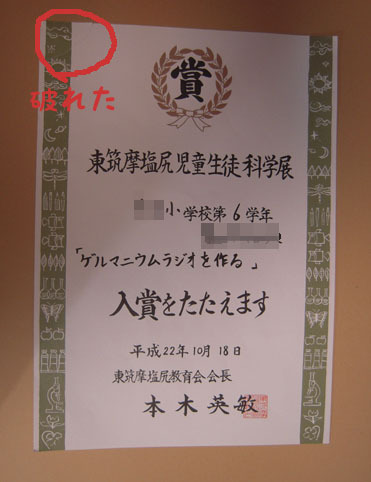 破れた
賞
東筑摩塩尻児童生徒科学展
小学校第6学年
「ゲルマニウムラジオを作る」
入賞をたたえます
平成22年10月18日
東筑摩塩尻教育会会長
本木英敏